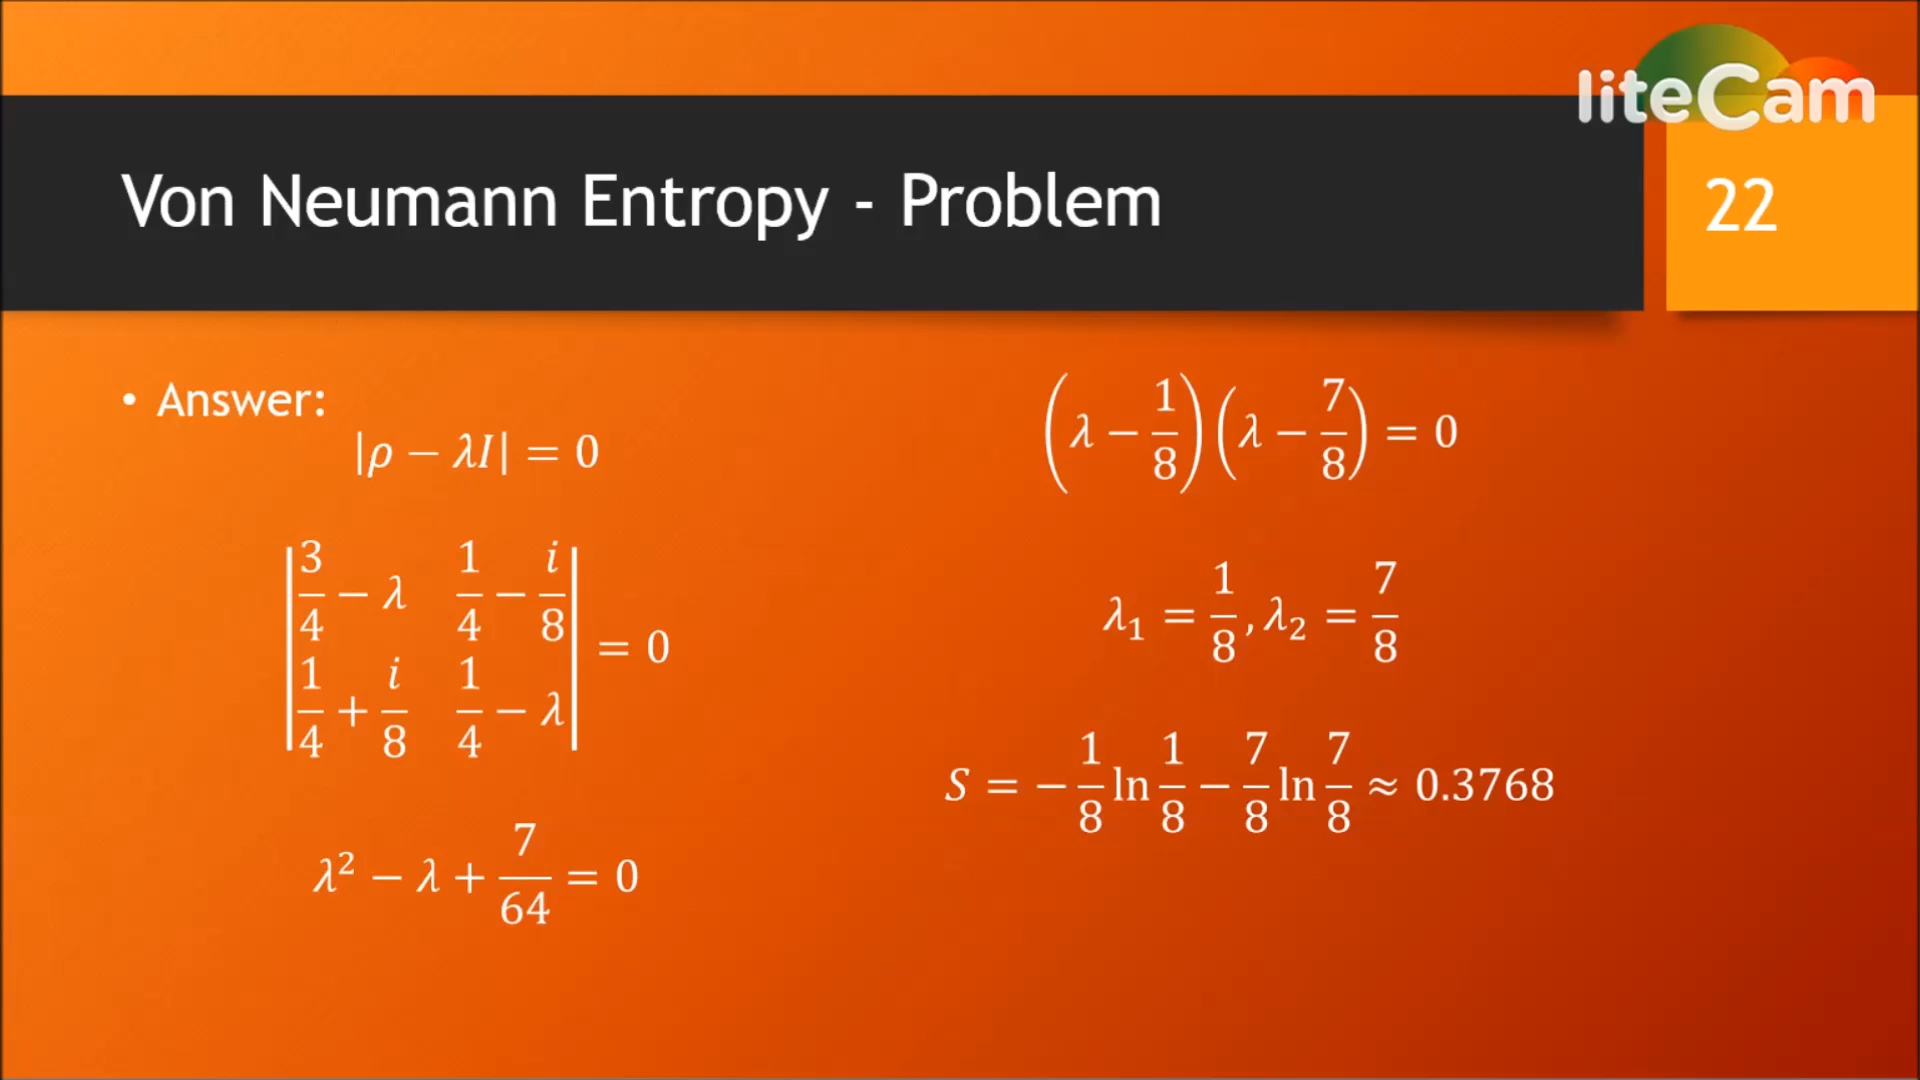 liteCam
Von Neumann Entropy - Problem
22
• Answer:
|ρ − λI| = 0
|3/4 − λ   1/4 − i/8|
|1/4 + i/8   1/4 − λ| = 0
λ² − λ + 7/64 = 0
(λ − 1/8)(λ − 7/8) = 0
λ₁ = 1/8, λ₂ = 7/8
S = −1/8 ln 1/8 − 7/8 ln 7/8 ≈ 0.3768